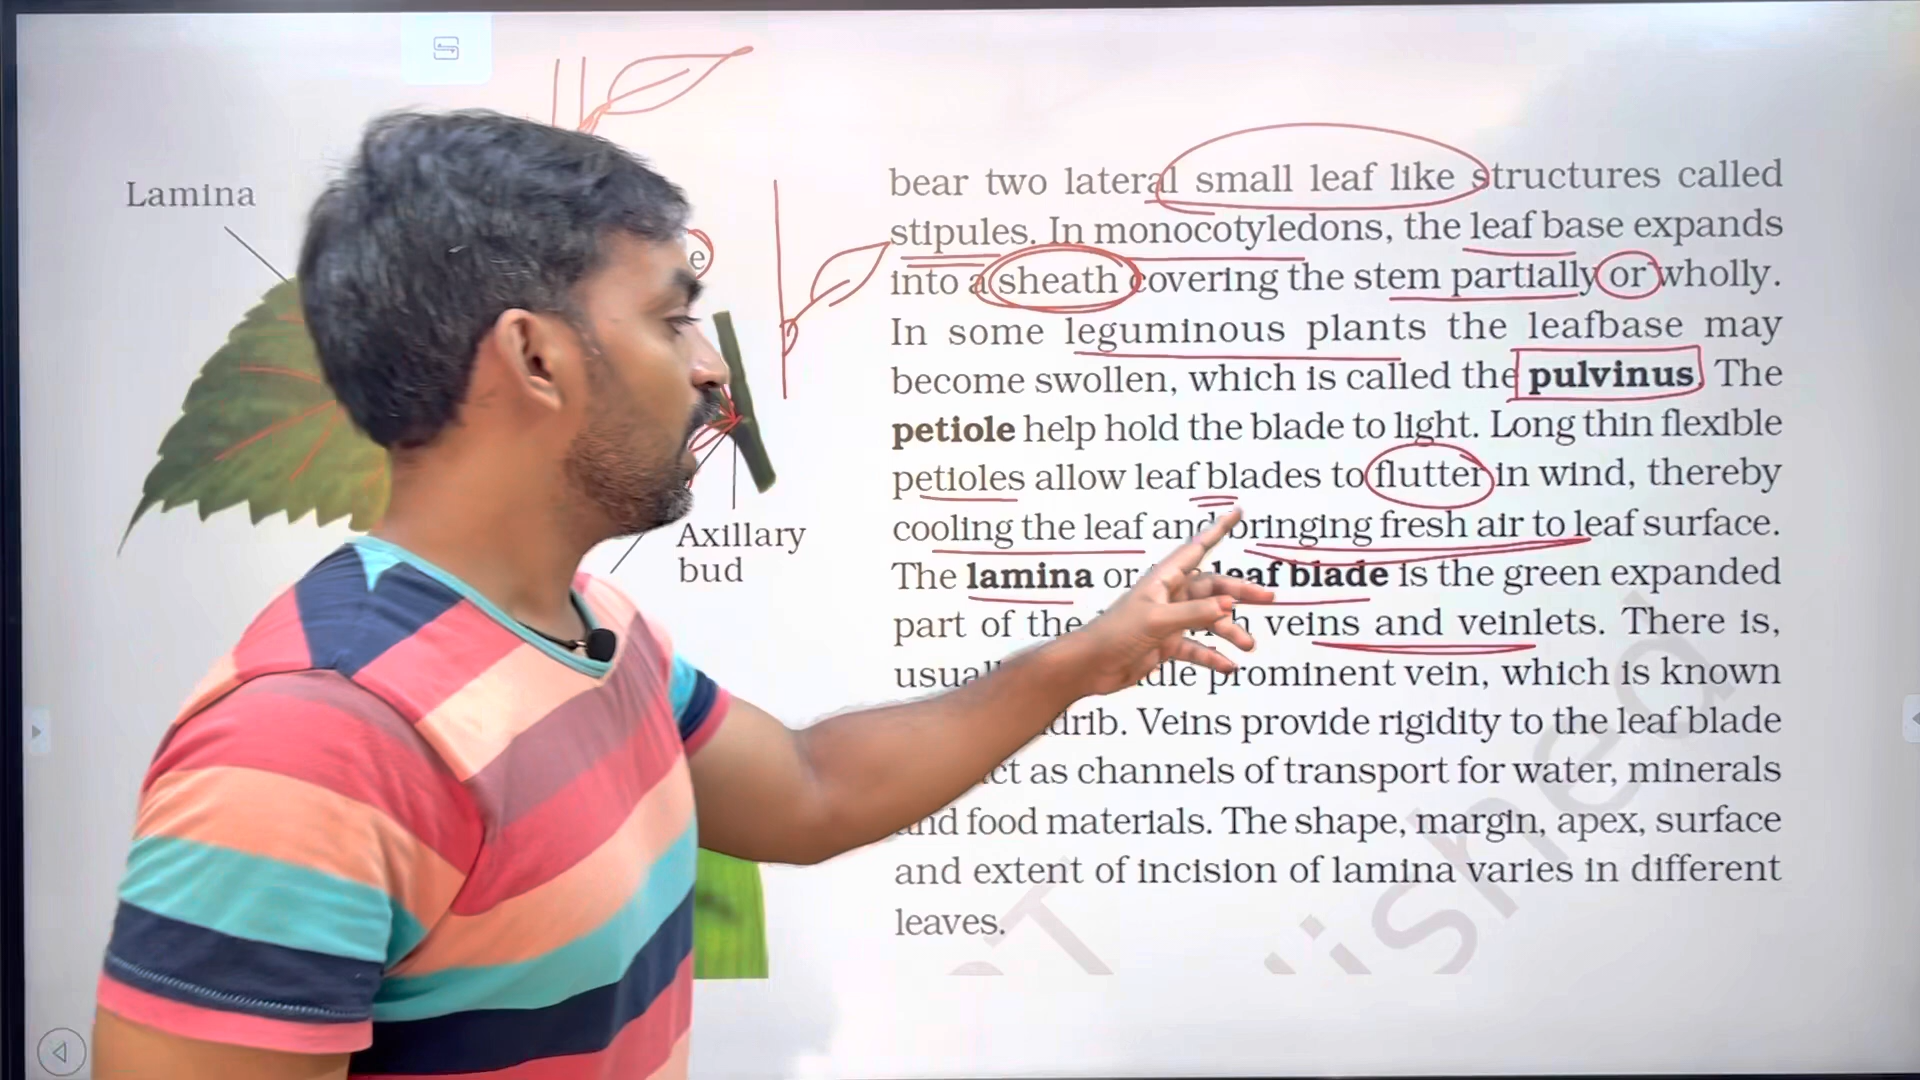 Lamina
e
Axillary
bud
bear two lateral small leaf like structures called
stipules. In monocotyledons, the leaf base expands
into a sheath covering the stem partially or wholly.
In some leguminous plants the leafbase may
become swollen, which is called the pulvinus. The
petiole help hold the blade to light. Long thin flexible
petioles allow leaf blades to flutter in wind, thereby
cooling the leaf and bringing fresh air to leaf surface.
The lamina or leaf blade is the green expanded
part of the veins and veinlets. There is,
prominent vein, which is known
drib. Veins provide rigidity to the leaf blade
ct as channels of transport for water, minerals
and food materials. The shape, margin, apex, surface
and extent of incision of lamina varies in different
leaves.